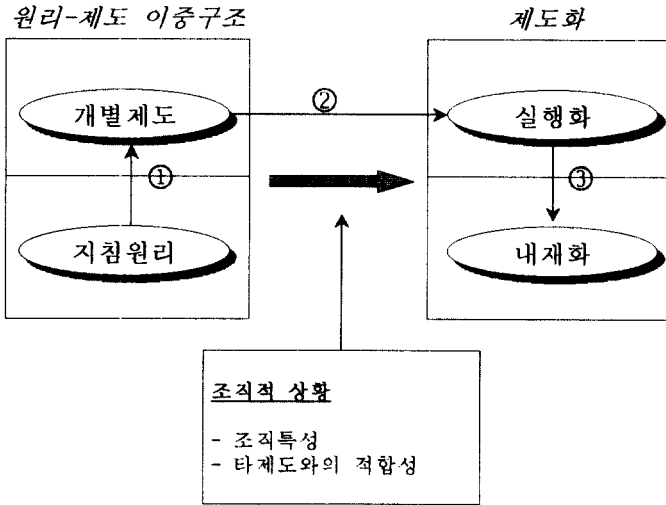 원리-제도 이중구조
제도화
개별제도
②
실행화
①
③
지침원리
내재화
조직적 상황
- 조직특성
- 타제도와의 적합성